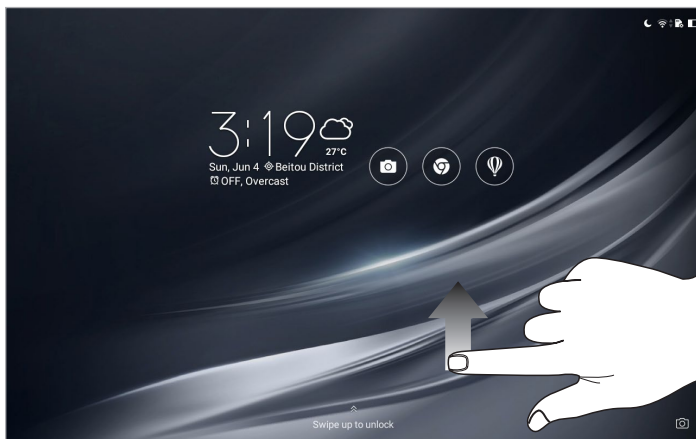 3:19
27°C
Sun, Jun 4 Beitou District
OFF, Overcast
Swipe up to unlock